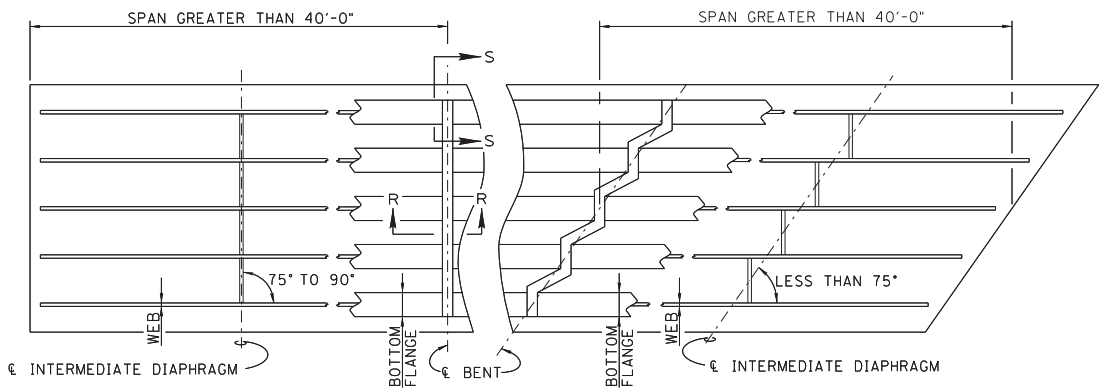 SPAN GREATER THAN 40'-0"
SPAN GREATER THAN 40'-0"
S
S
R
R
75° TO 90°
LESS THAN 75°
WEB
BOTTOM
FLANGE
BOTTOM
FLANGE
WEB
℄ INTERMEDIATE DIAPHRAGM
℄ BENT
℄ INTERMEDIATE DIAPHRAGM